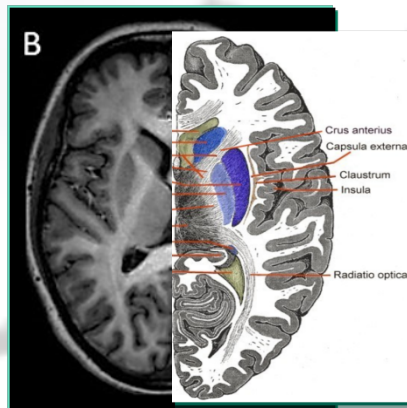 B
Crus anterius
Capsula externa
Claustrum
Insula
Radiatio optica